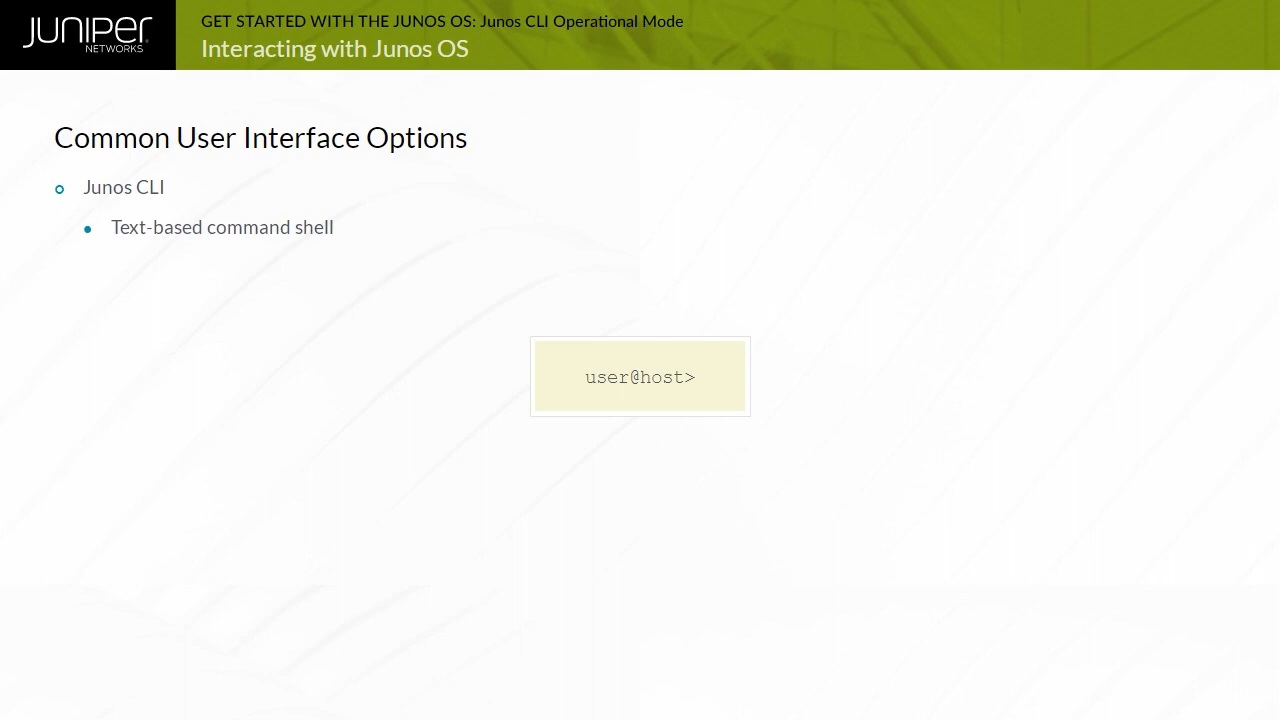 JUNIPER
NETWORKS
GET STARTED WITH THE JUNOS OS: Junos CLI Operational Mode
Interacting with Junos OS
Common User Interface Options
Junos CLI
Text-based command shell
user@host>